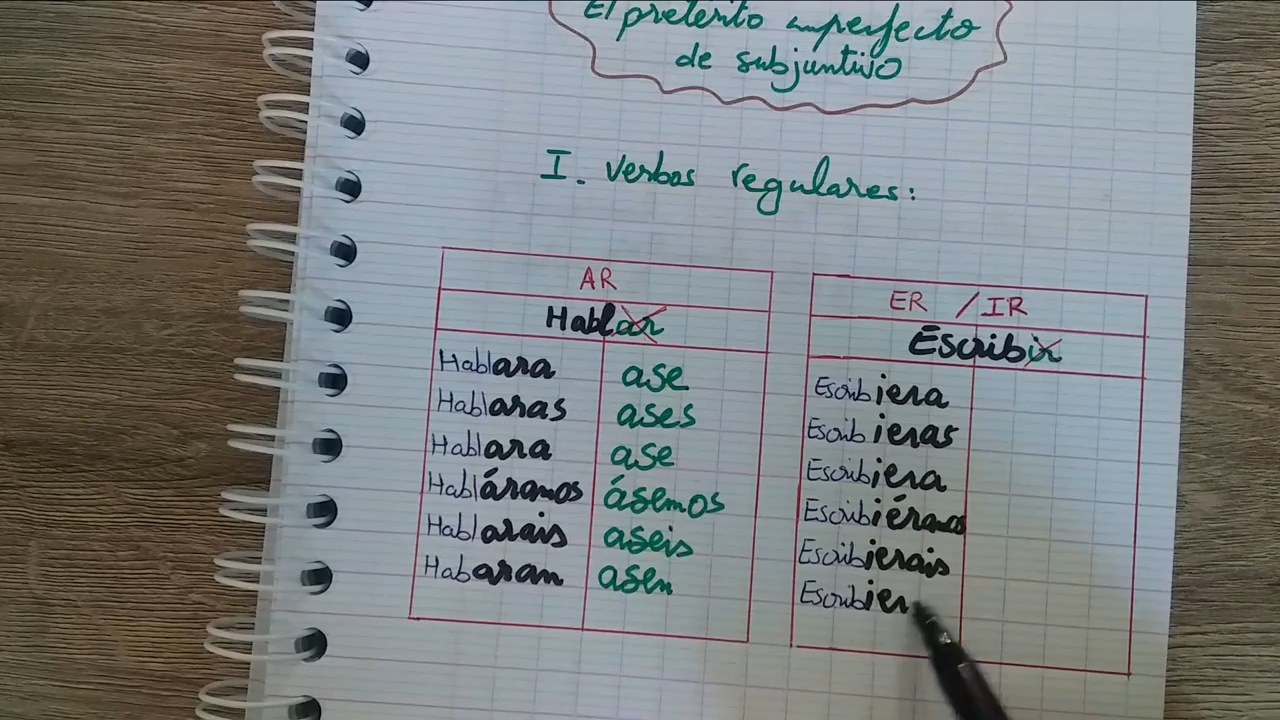 El pretérito imperfecto
de subjuntivo
I. Verbos regulares:
AR
Hablar
Hablara ase
Hablaras ases
Hablara ase
Habláramos ásemos
Hablarais aseis
Habaran asen
ER / IR
Escribir
Escribiera
Escribieras
Escribiera
Escribiéramos
Escribierais
Escribier